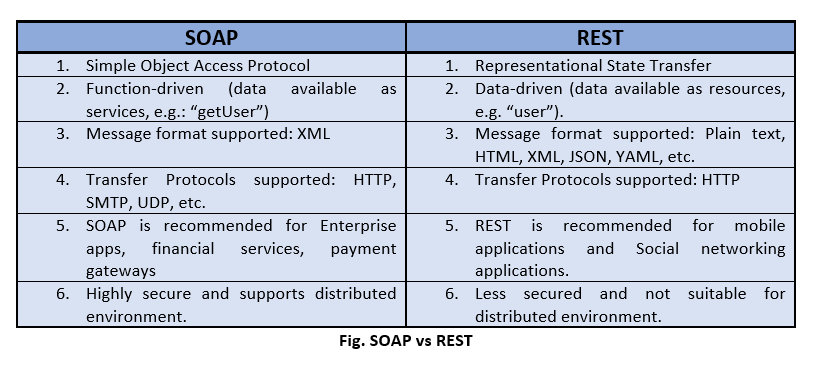 SOAP
REST
1. Simple Object Access Protocol
1. Representational State Transfer
2. Function-driven (data available as
services, e.g.: “getUser”)
2. Data-driven (data available as resources,
e.g. “user”).
3. Message format supported: XML
3. Message format supported: Plain text,
HTML, XML, JSON, YAML, etc.
4. Transfer Protocols supported: HTTP,
SMTP, UDP, etc.
4. Transfer Protocols supported: HTTP
5. SOAP is recommended for Enterprise
apps, financial services, payment
gateways
5. REST is recommended for mobile
applications and Social networking
applications.
6. Highly secure and supports distributed
environment.
6. Less secured and not suitable for
distributed environment.
Fig. SOAP vs REST